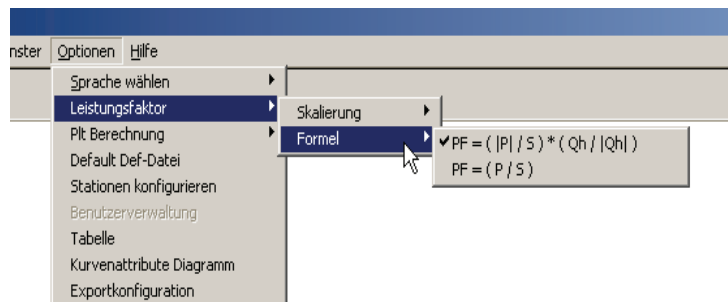 nster Optionen Hilfe
Sprache wählen
Leistungsfaktor
Skalierung
Plt Berechnung
Formel
PF = ( |P| / S ) * ( Qh / |Qh| )
PF = ( P / S )
Default Def-Datei
Stationen konfigurieren
Benutzerverwaltung
Tabelle
Kurvenattribute Diagramm
Exportkonfiguration